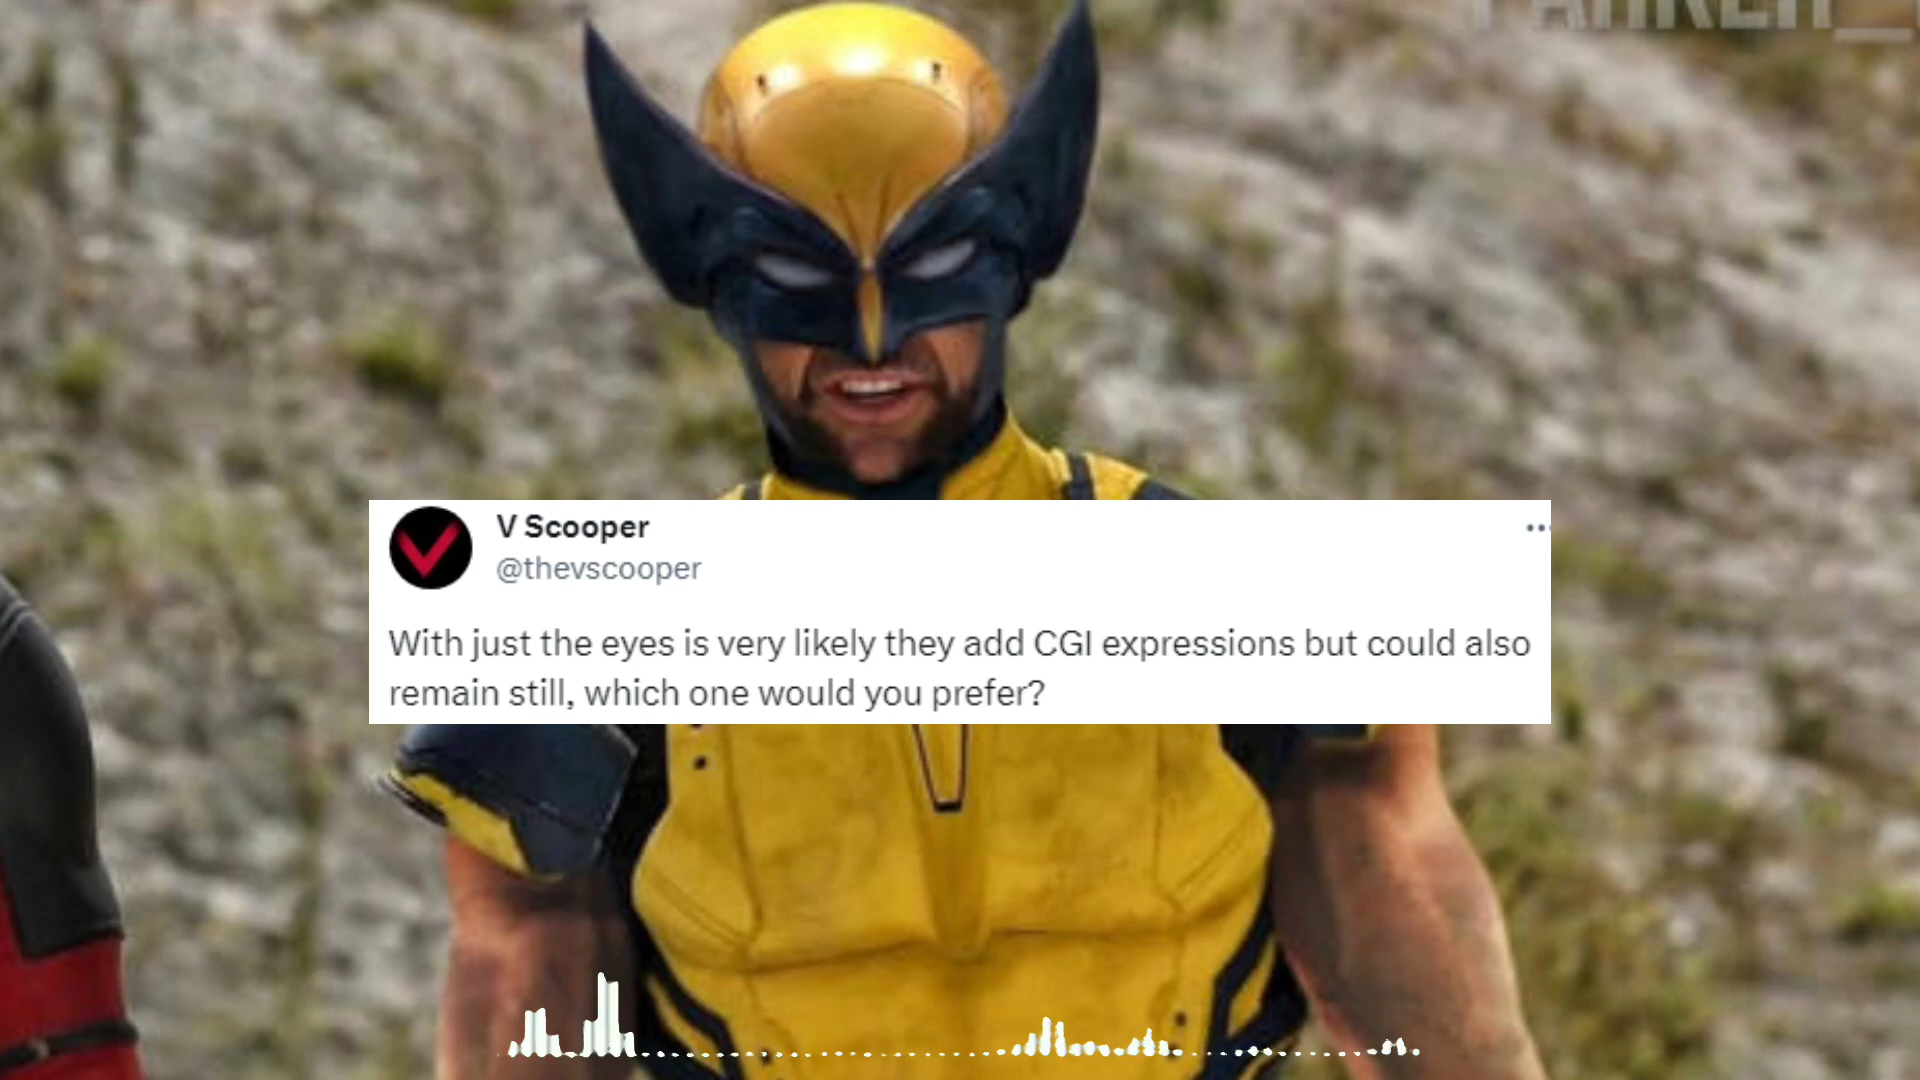 V Scooper
@thevscooper
With just the eyes is very likely they add CGI expressions but could also
remain still, which one would you prefer?